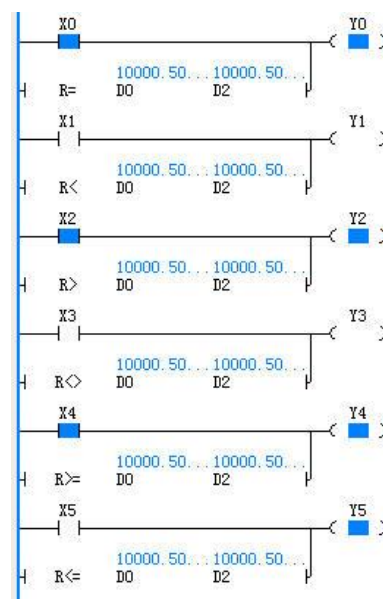 X0 Y0
10000.50...10000.50...
R= D0 D2
X1 Y1
10000.50...10000.50...
R< D0 D2
X2 Y2
10000.50...10000.50...
R> D0 D2
X3 Y3
10000.50...10000.50...
R<> D0 D2
X4 Y4
10000.50...10000.50...
R>= D0 D2
X5 Y5
10000.50...10000.50...
R<= D0 D2